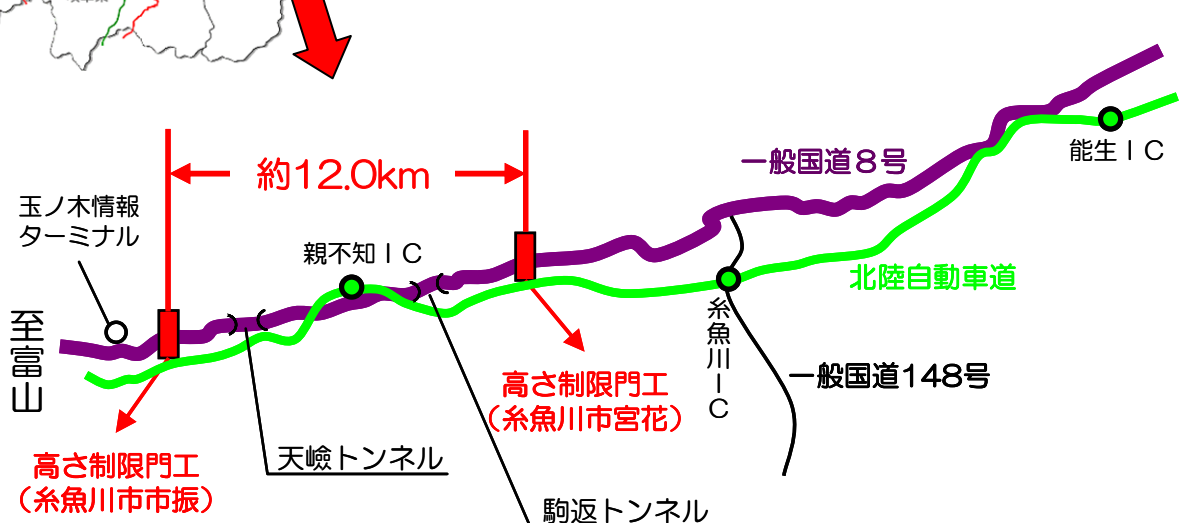 約12.0km
一般国道8号
能生IC
玉ノ木情報
ターミナル
親不知IC
北陸自動車道
至富山
糸魚川IC
高さ制限門工
（糸魚川市宮花）
一般国道148号
高さ制限門工
（糸魚川市市振）
天嶮トンネル
駒返トンネル